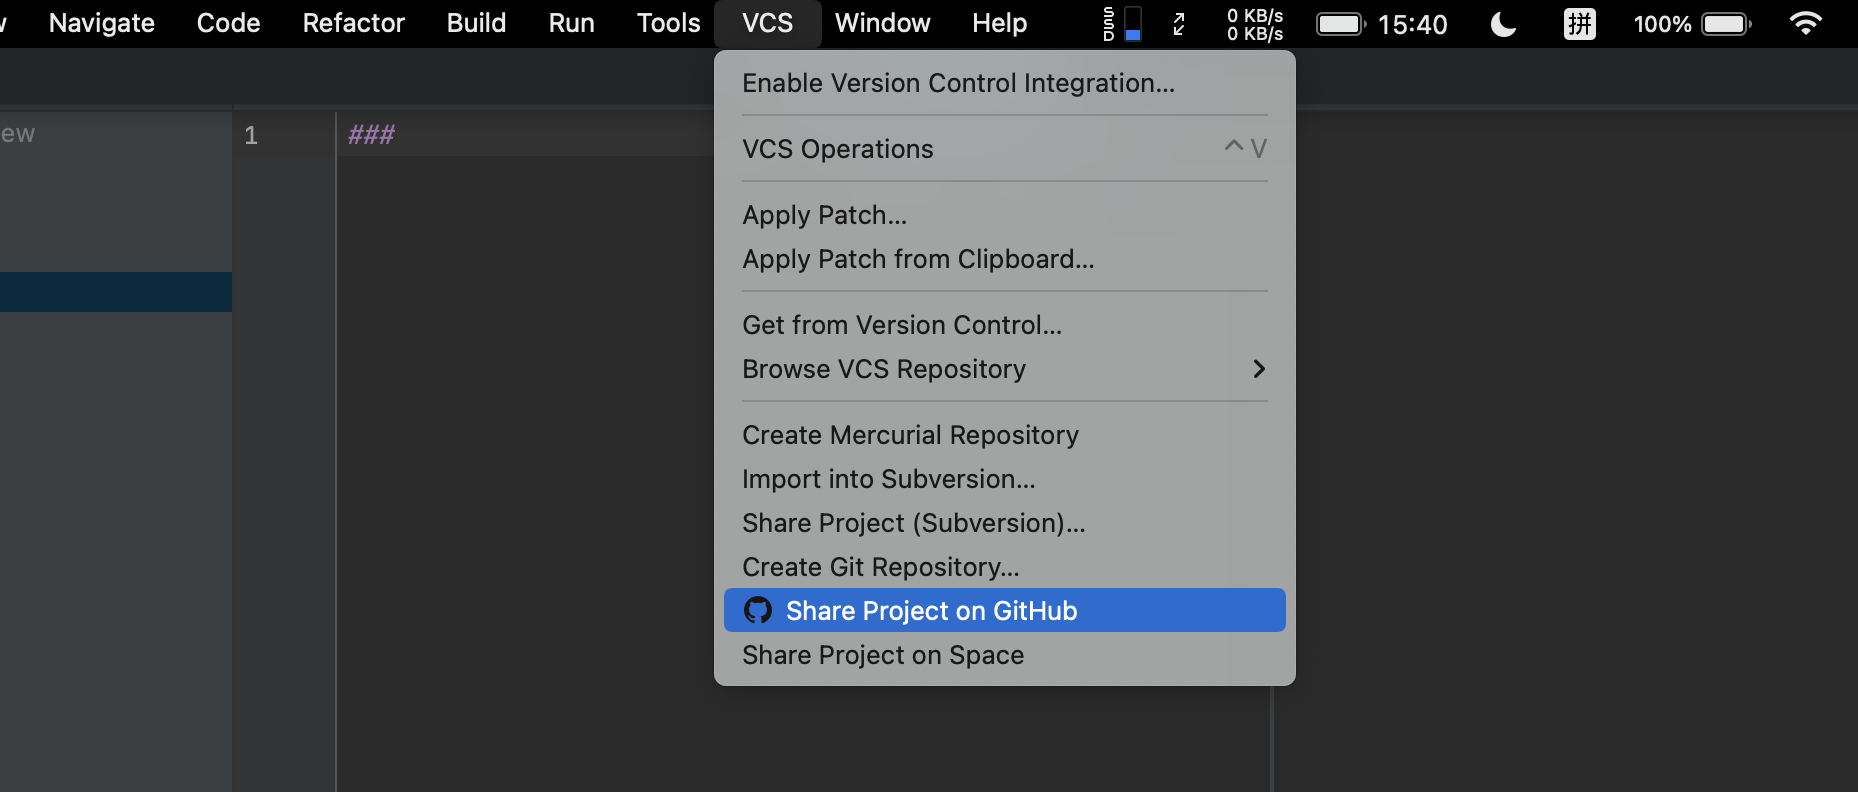 Navigate Code Refactor Build Run Tools VCS Window Help SSD 0 KB/s 0 KB/s 15:40 拼 100%
ew
1 ###
Enable Version Control Integration...
VCS Operations ^V
Apply Patch...
Apply Patch from Clipboard...
Get from Version Control...
Browse VCS Repository
Create Mercurial Repository
Import into Subversion...
Share Project (Subversion)...
Create Git Repository...
Share Project on GitHub
Share Project on Space